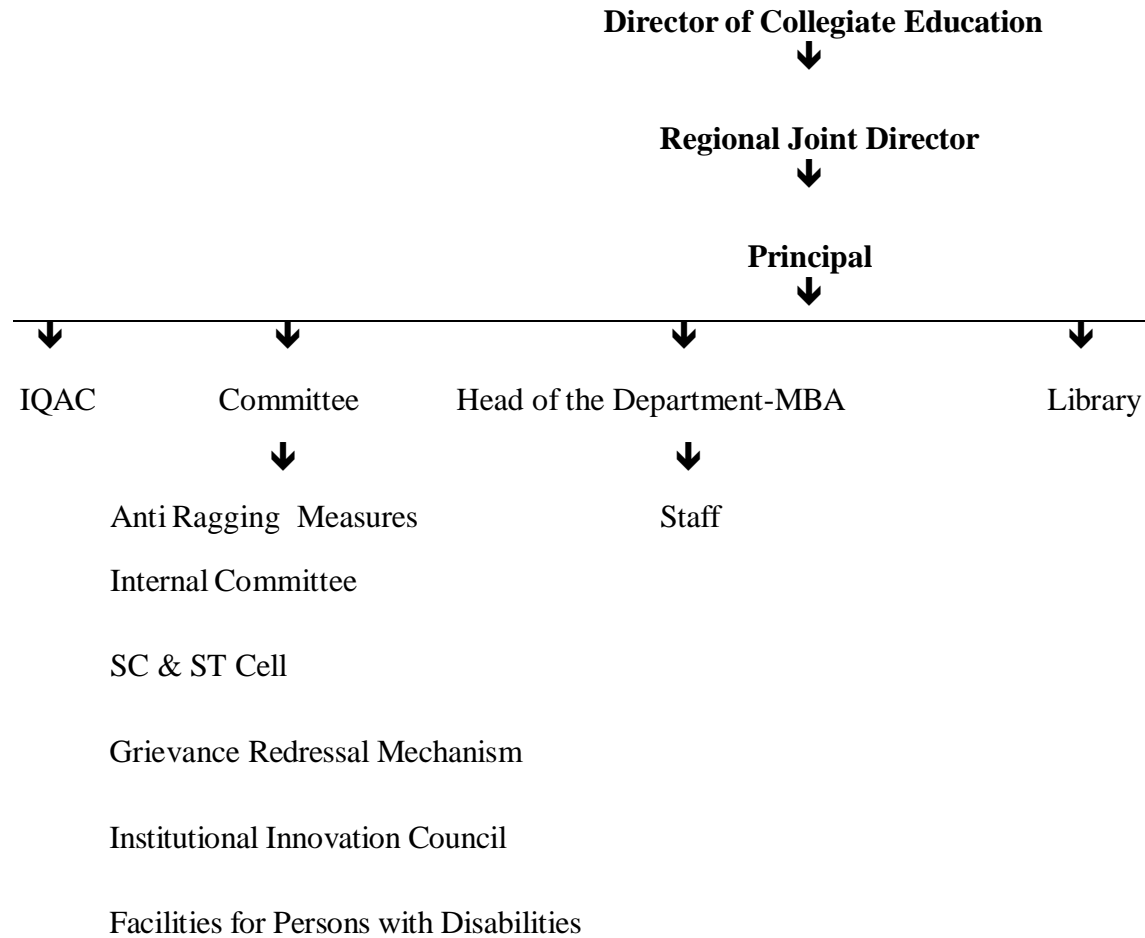 Director of Collegiate Education
Regional Joint Director
Principal
IQAC Committee Head of the Department-MBA Library
Anti Ragging Measures Staff
Internal Committee
SC & ST Cell
Grievance Redressal Mechanism
Institutional Innovation Council
Facilities for Persons with Disabilities